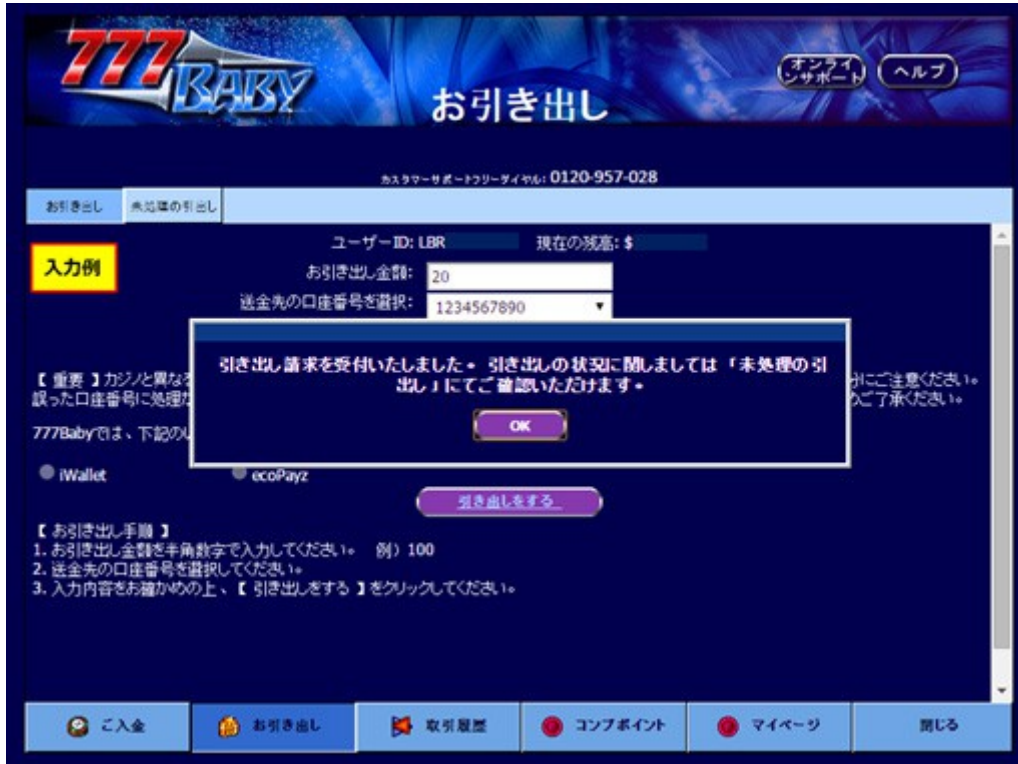 777 BABY
お引き出し
オンライ
ンサポート
ヘルプ
カスタマーサポートフリーダイヤル: 0120-957-028
お引き出し 未処理の引出し
ユーザーID: LBR 現在の残高: $
入力例
お引き出し金額: 20
送金先の口座番号を選択: 1234567890
引き出し請求を受付いたしました。 引き出しの状況に関しましては「未処理の引
出し」にてご確認いただけます。
OK
【 重要 】カジノと異なる にご注意ください。
誤った口座番号に処理 のご了承ください。
777Babyでは、下記の
iWallet ecoPayz
引き出しをする
【 お引き出し手順 】
1. お引き出し金額を半角数字で入力してください。 例）100
2. 送金先の口座番号を選択してください。
3. 入力内容をお確かめの上、【 引き出しをする 】をクリックしてください。
ご入金 お引き出し 取引履歴 コンプポイント マイページ 閉じる